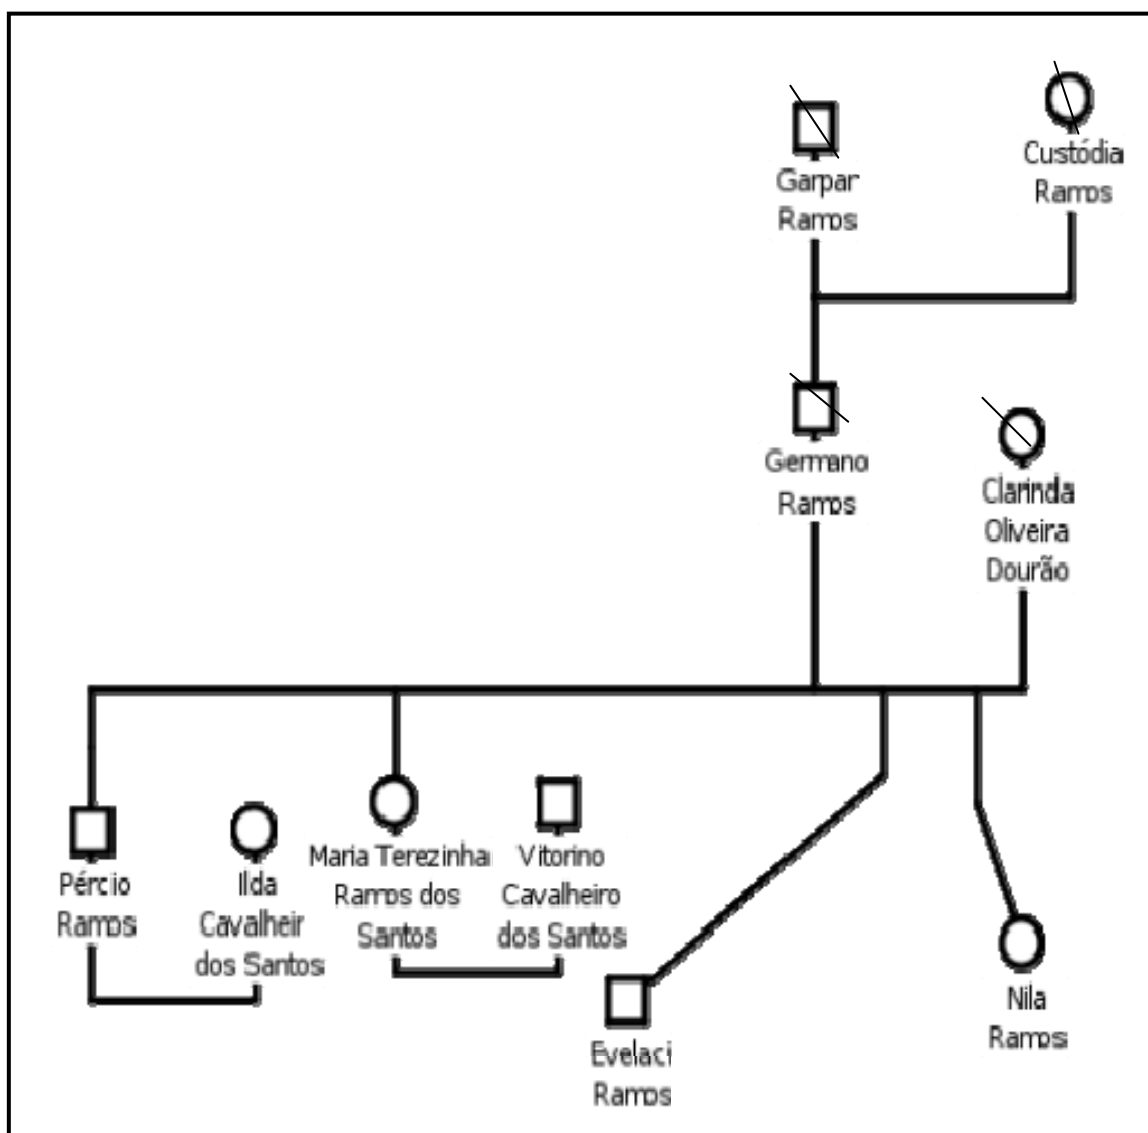 Custódia
Ramos
Garpar
Ramos
Germano
Ramos
Clarinda
Oliveira
Dourão
Pércio
Ramos
Ilda
Cavalheir
dos Santos
Maria Terezinha
Ramos dos
Santos
Vitorino
Cavalheiro
dos Santos
Evelaci
Ramos
Nila
Ramos